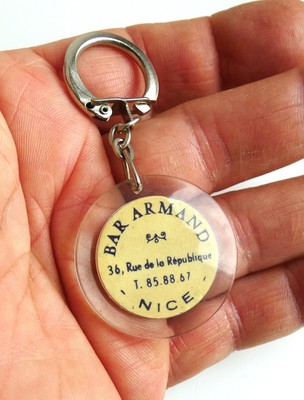 BAR ARMAND
36, Rue de la République
T. 85.88.67
NICE